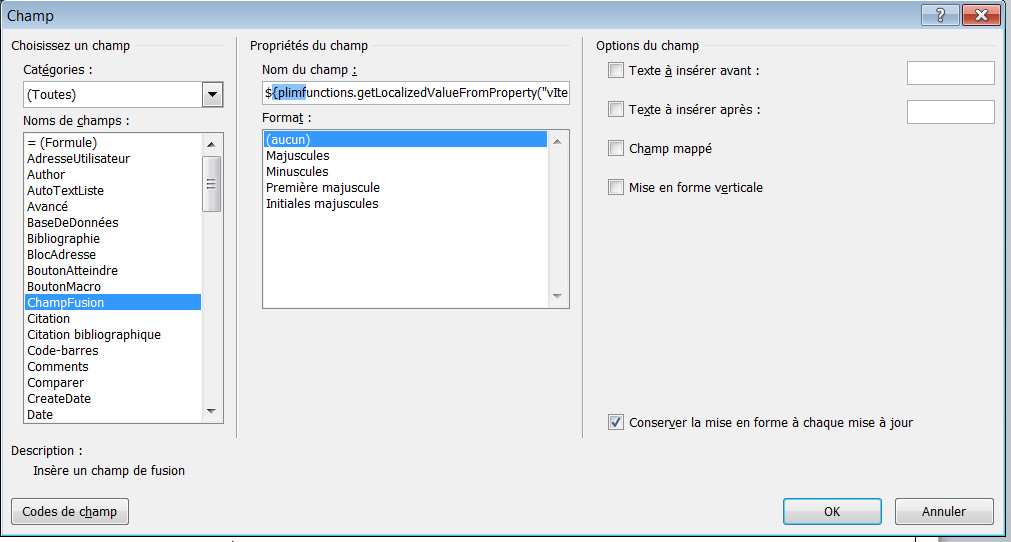 Champ
Choisissez un champ
Catégories :
(Toutes)
Noms de champs :
= (Formule)
AdresseUtilisateur
Author
AutoTextListe
Avancé
BaseDeDonnées
Bibliographie
BlocAdresse
BoutonAtteindre
BoutonMacro
ChampFusion
Citation
Citation bibliographique
Code-barres
Comments
Comparer
CreateDate
Date
Propriétés du champ
Nom du champ :
${plimfunctions.getLocalizedValueFromProperty("vIte
Format :
(aucun)
Majuscules
Minuscules
Première majuscule
Initiales majuscules
Options du champ
Texte à insérer avant :
Texte à insérer après :
Champ mappé
Mise en forme verticale
Conserver la mise en forme à chaque mise à jour
Description :
Insère un champ de fusion
Codes de champ
OK
Annuler